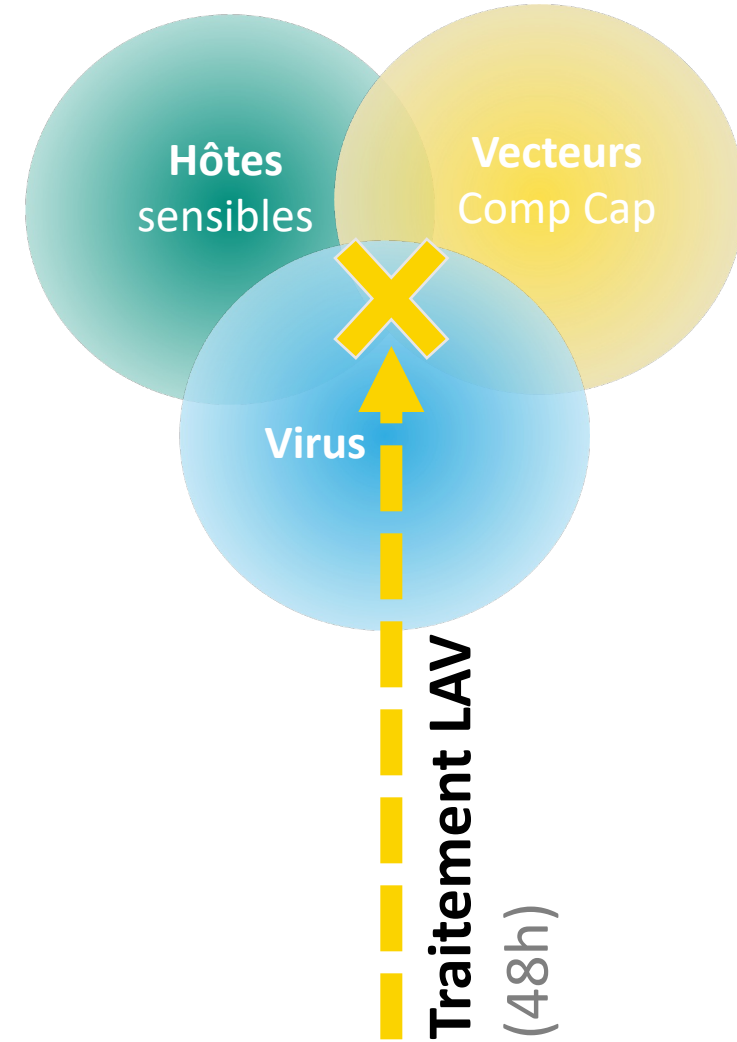 Hôtes
sensibles
Vecteurs
Comp Cap
Virus
Traitement LAV
(48h)